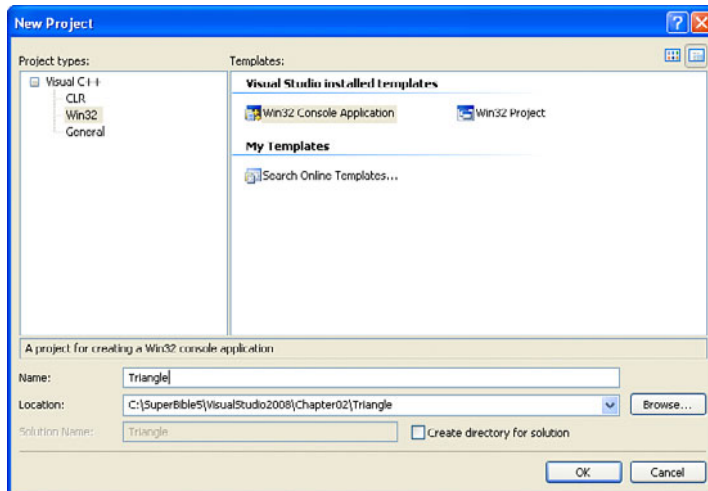 New Project
Project types:
Templates:
Visual C++
CLR
Win32
General
Visual Studio installed templates
Win32 Console Application
Win32 Project
My Templates
Search Online Templates...
A project for creating a Win32 console application
Name:
Triangle
Location:
C:\SuperBible5\VisualStudio2008\Chapter02\Triangle
Browse...
Solution Name:
Triangle
Create directory for solution
OK
Cancel